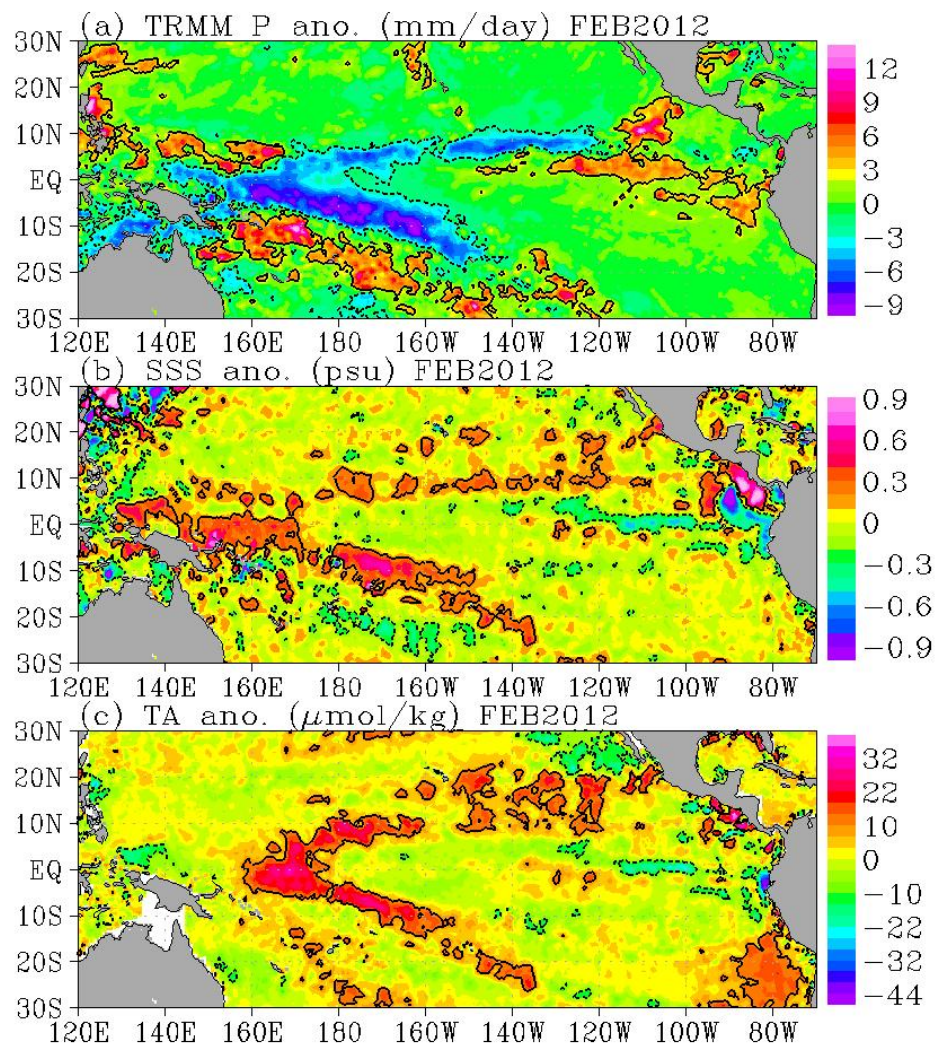 (a) TRMM P ano. (mm/day) FEB2012
30N
20N
10N
EQ
10S
20S
30S
120E 140E 160E 180 160W 140W 120W 100W 80W
12
9
6
3
0
−3
−6
−9
(b) SSS ano. (psu) FEB2012
30N
20N
10N
EQ
10S
20S
30S
120E 140E 160E 180 160W 140W 120W 100W 80W
0.9
0.6
0.3
0
−0.3
−0.6
−0.9
(c) TA ano. (μmol/kg) FEB2012
30N
20N
10N
EQ
10S
20S
30S
120E 140E 160E 180 160W 140W 120W 100W 80W
32
22
10
0
−10
−22
−32
−44